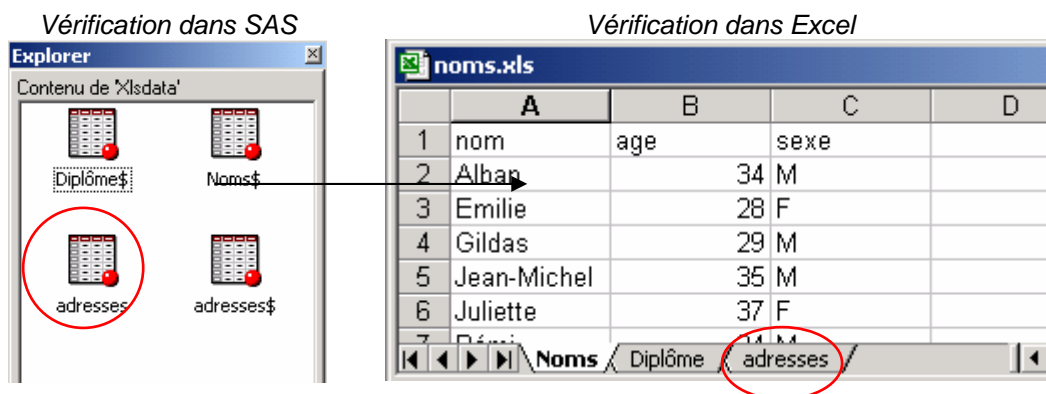 Vérification dans SAS
Vérification dans Excel
Explorer
Contenu de 'Xlsdata'
Diplôme$
Noms$
adresses
adresses$
noms.xls
A B C D
1 nom age sexe
2 Alban 34 M
3 Emilie 28 F
4 Gildas 29 M
5 Jean-Michel 35 M
6 Juliette 37 F
7
Noms Diplôme adresses